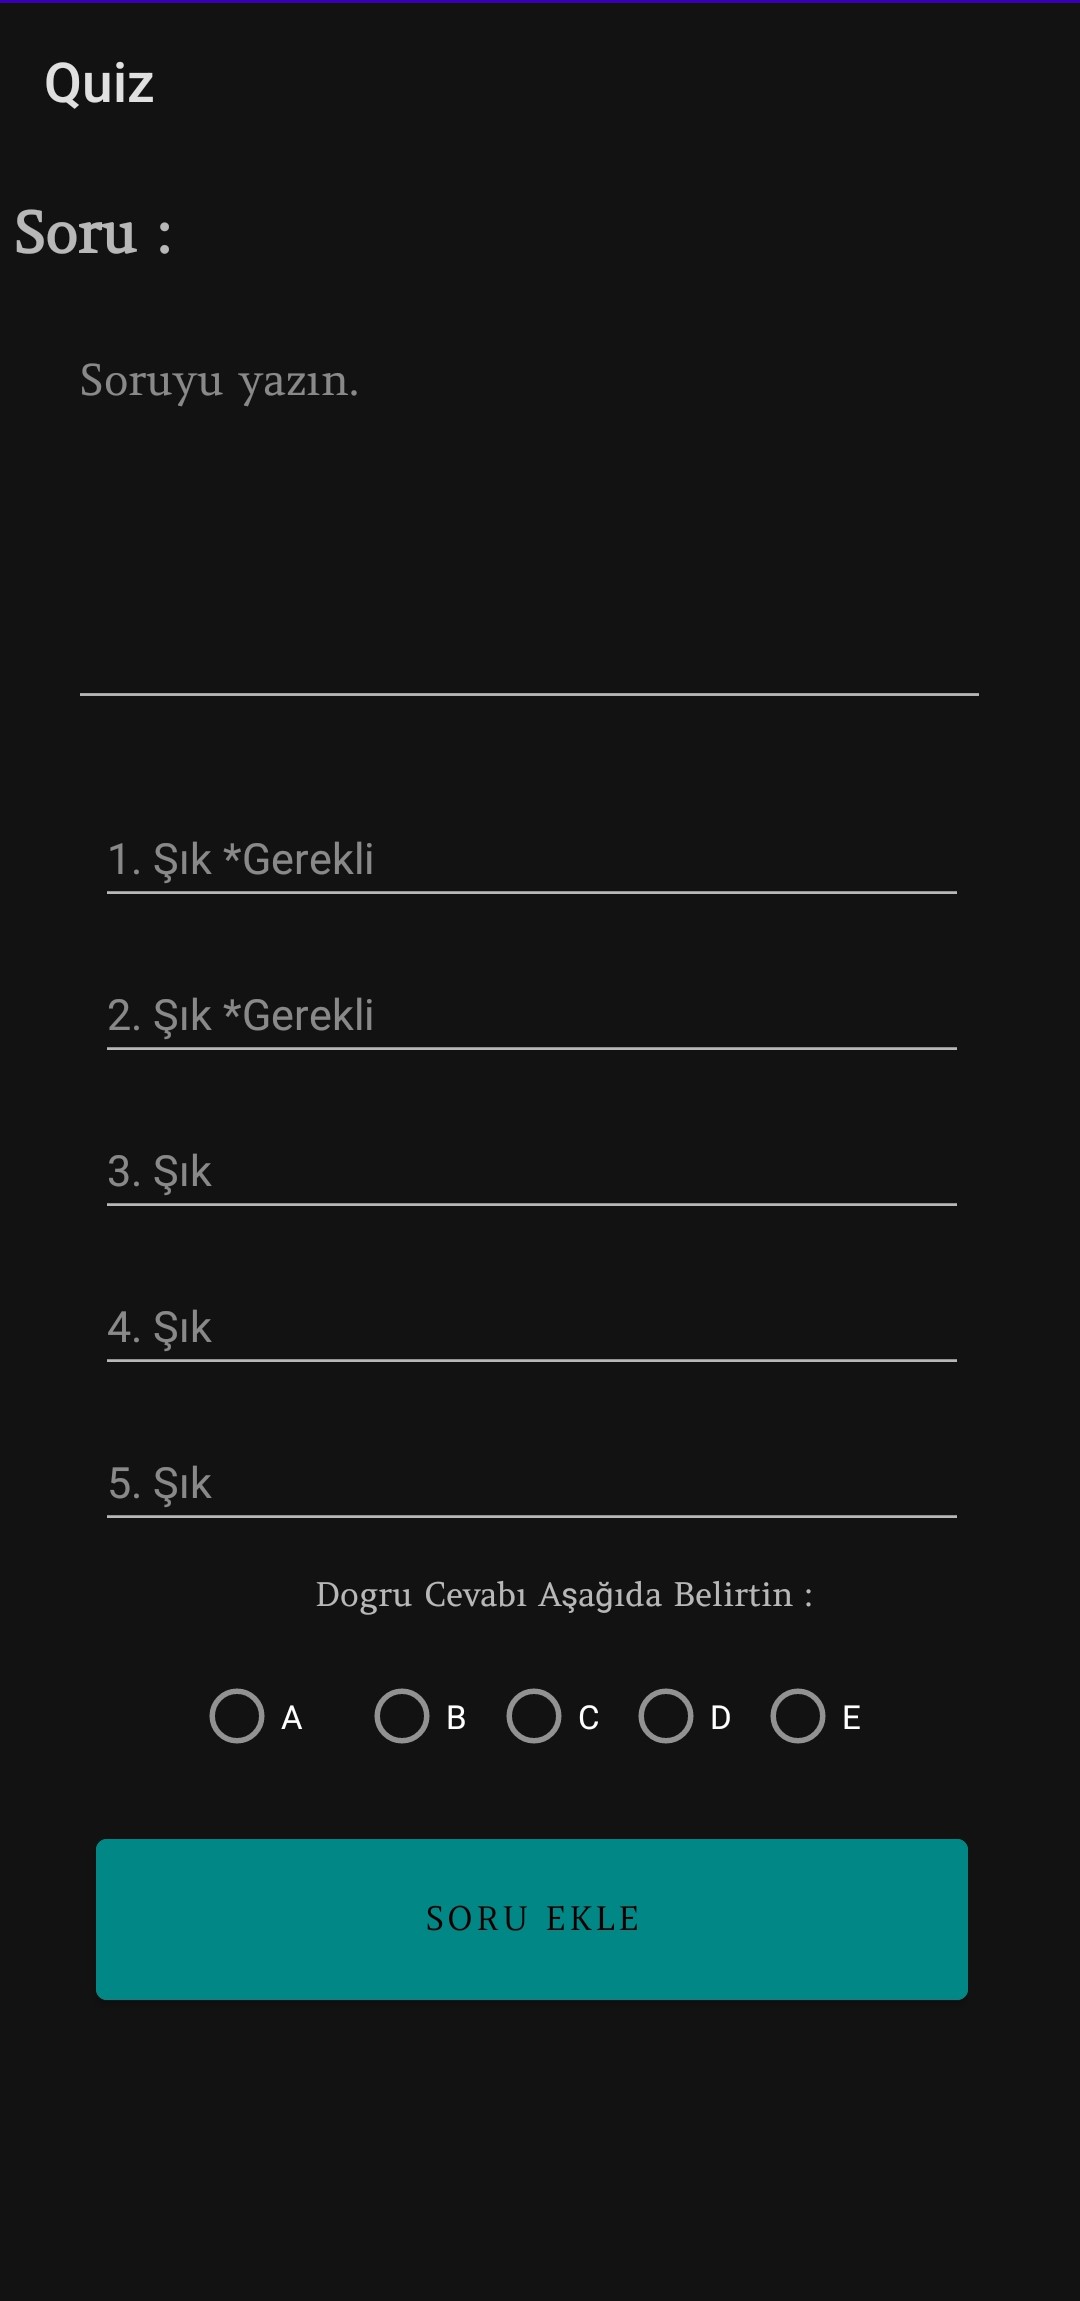 Quiz
Soru :
Soruyu yazın.
1. Şık *Gerekli
2. Şık *Gerekli
3. Şık
4. Şık
5. Şık
Dogru Cevabı Aşağıda Belirtin :
A B C D E
SORU EKLE